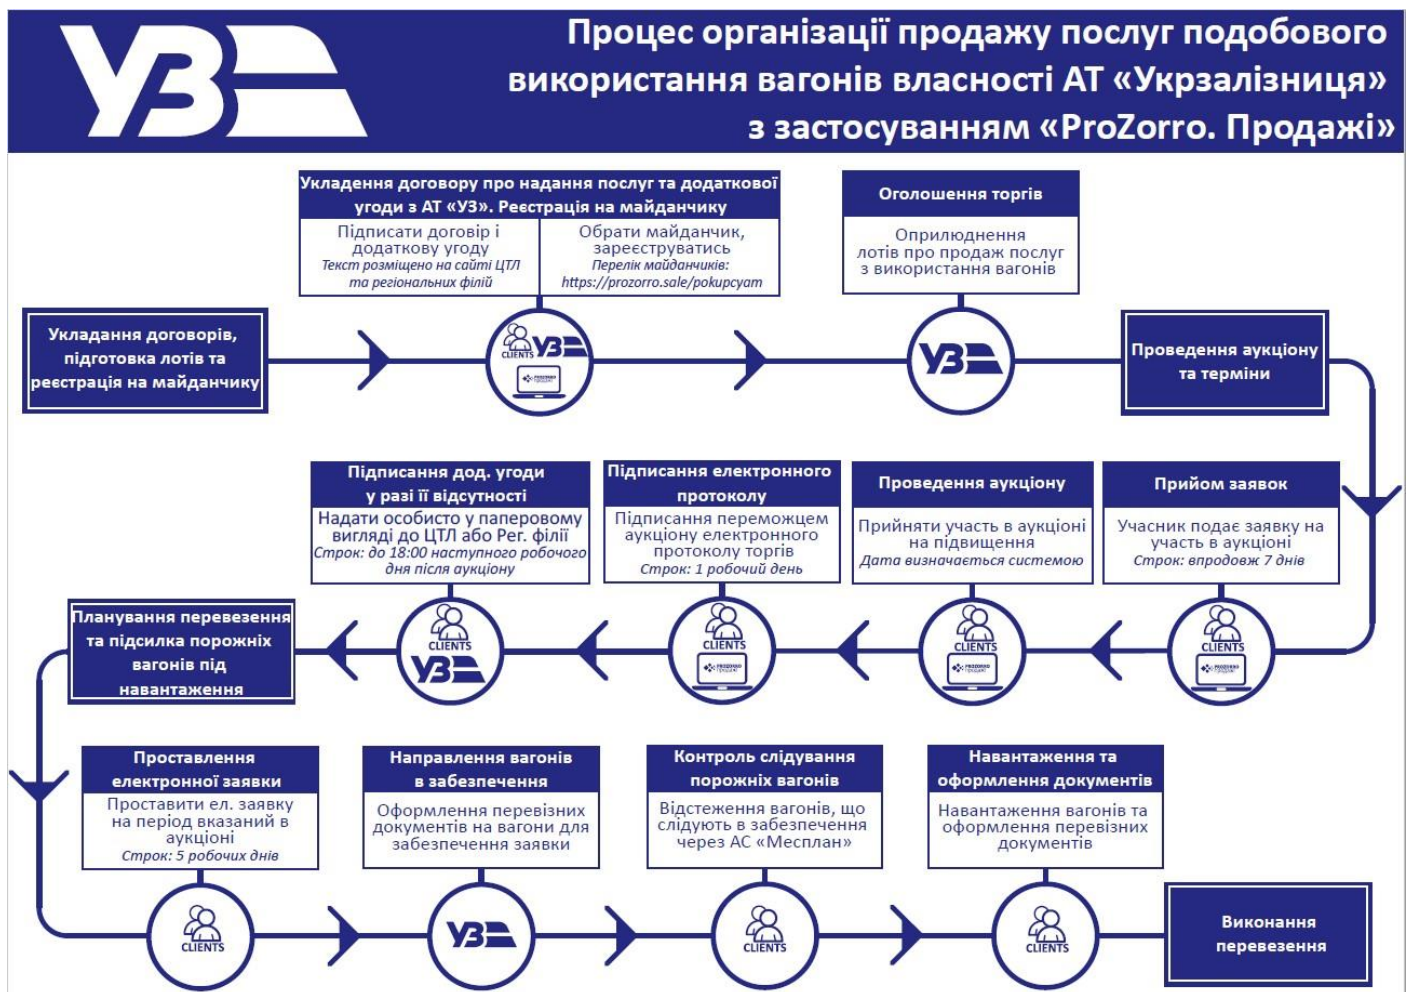 УЗ
Процес організації продажу послуг подобового
використання вагонів власності АТ «Укрзалізниця»
з застосуванням «ProZorro. Продажі»
Укладення договору про надання послуг та додаткової
угоди з АТ «УЗ». Реєстрація на майданчику
Підписати договір і
додаткову угоду
Текст розміщено на сайті ЦТЛ
та регіональних філій
Обрати майданчик,
зареєструватись
Перелік майданчиків:
https://prozorro.sale/pokupcyam
Оголошення торгів
Оприлюднення
лотів про продаж послуг
з використання вагонів
Укладання договорів,
підготовка лотів та
реєстрація на майданчику
CLIENTS УЗ
PROZORRO
продажі
УЗ
Проведення аукціону
та терміни
Підписання дод. угоди
у разі її відсутності
Надати особисто у паперовому
вигляді до ЦТЛ або Рег. філії
Строк: до 18:00 наступного робочого
дня після аукціону
Підписання електронного
протоколу
Підписання переможцем
аукціону електронного
протоколу торгів
Строк: 1 робочий день
Проведення аукціону
Прийняти участь в аукціоні
на підвищення
Дата визначається системою
Прийом заявок
Учасник подає заявку на
участь в аукціоні
Строк: впродовж 7 днів
Планування перевезення
та підсилка порожніх
вагонів під
навантаження
CLIENTS
УЗ
CLIENTS
PROZORRO
продажі
CLIENTS
PROZORRO
продажі
CLIENTS
PROZORRO
продажі
Проставлення
електронної заявки
Проставити ел. заявку
на період вказаний в
аукціоні
Строк: 5 робочих днів
Направлення вагонів
в забезпечення
Оформлення перевізних
документів на вагони для
забезпечення заявки
Контроль слідування
порожніх вагонів
Відстеження вагонів, що
слідують в забезпечення
через АС «Месплан»
Навантаження та
оформлення документів
Навантаження вагонів та
оформлення перевізних
документів
CLIENTS
УЗ
CLIENTS
CLIENTS
Виконання
перевезення